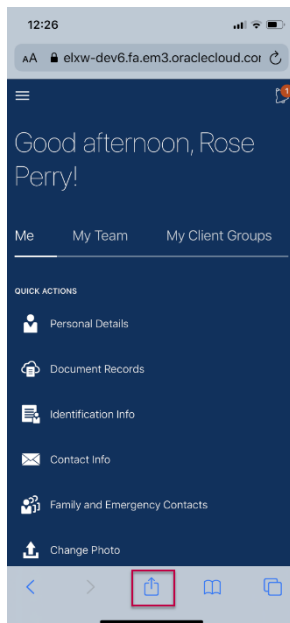 12:26
AA elxw-dev6.fa.em3.oraclecloud.cor
1
Good afternoon, Rose
Perry!
Me My Team My Client Groups
QUICK ACTIONS
Personal Details
Document Records
Identification Info
Contact Info
Family and Emergency Contacts
Change Photo